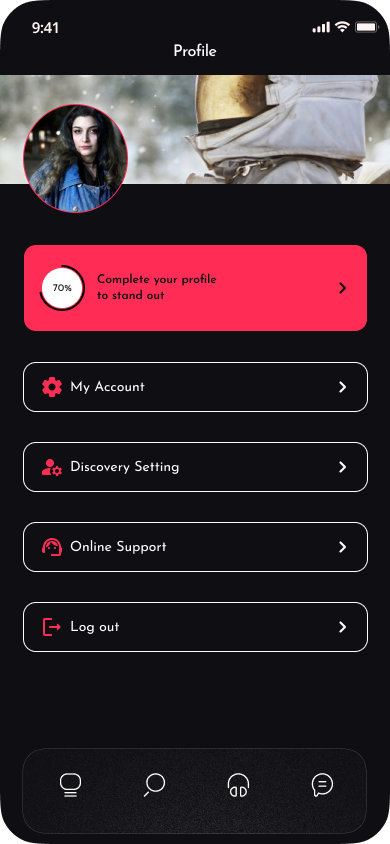 9:41
Profile
70%
Complete your profile
to stand out
My Account
Discovery Setting
Online Support
Log out